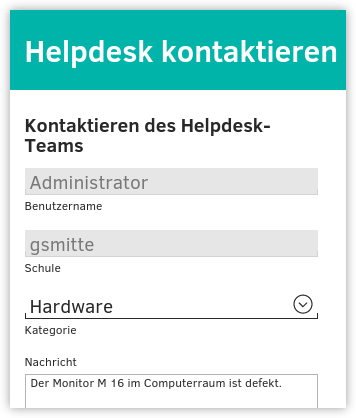 Helpdesk kontaktieren
Kontaktieren des Helpdesk-
Teams
Administrator
Benutzername
gsmitte
Schule
Hardware
Kategorie
Nachricht
Der Monitor M 16 im Computerraum ist defekt.